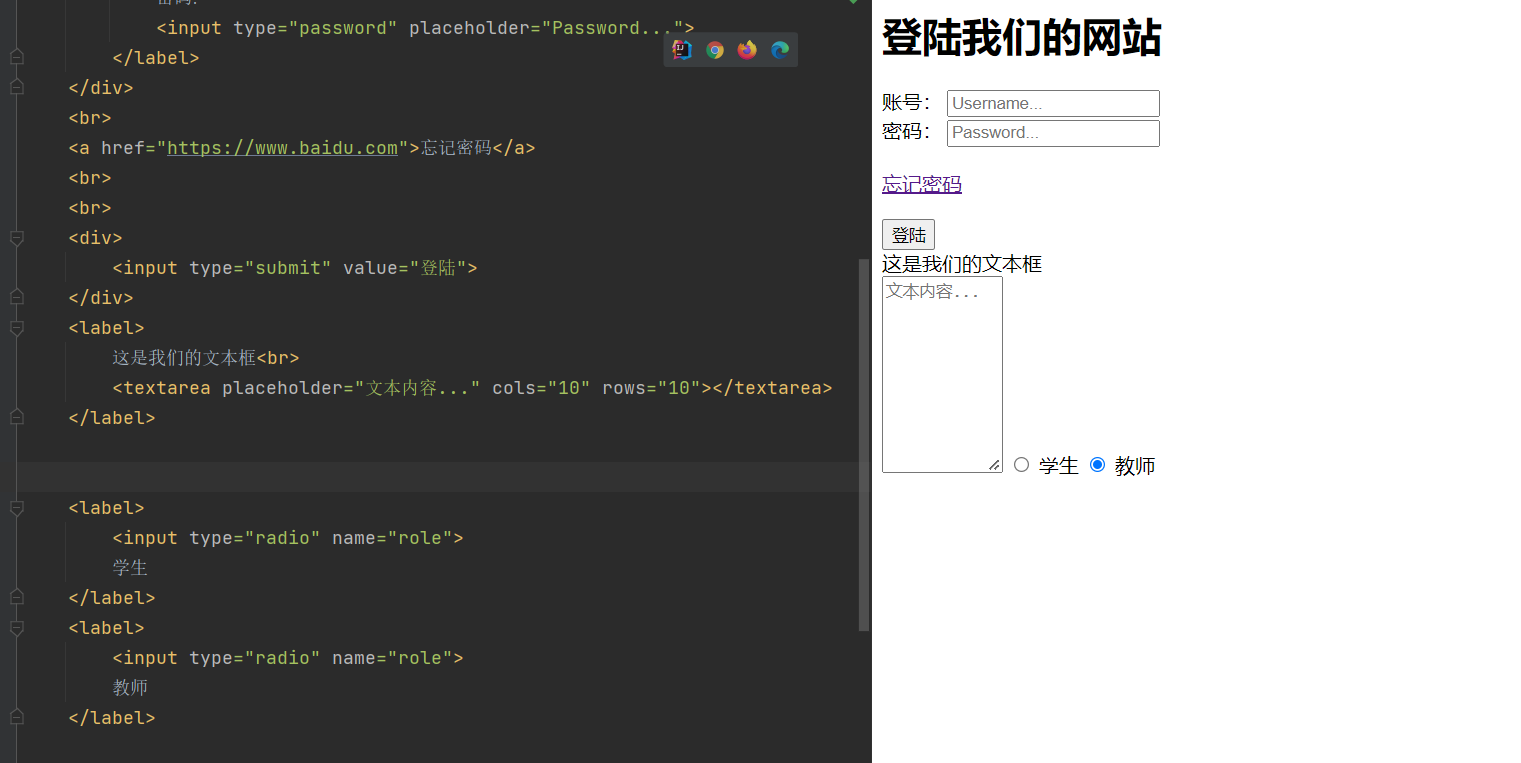 密码：
<input type="password" placeholder="Password...">
</label>
</div>
<br>
<a href="https://www.baidu.com">忘记密码</a>
<br>
<br>
<div>
<input type="submit" value="登陆">
</div>
<label>
这是我们的文本框<br>
<textarea placeholder="文本内容..." cols="10" rows="10"></textarea>
</label>
<label>
<input type="radio" name="role">
学生
</label>
<label>
<input type="radio" name="role">
教师
</label>
登陆我们的网站
账号： Username...
密码： Password...
忘记密码
登陆
这是我们的文本框
文本内容...
学生 教师